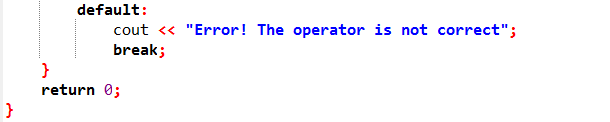 default:
cout << "Error! The operator is not correct";
break;
}
return 0;
}